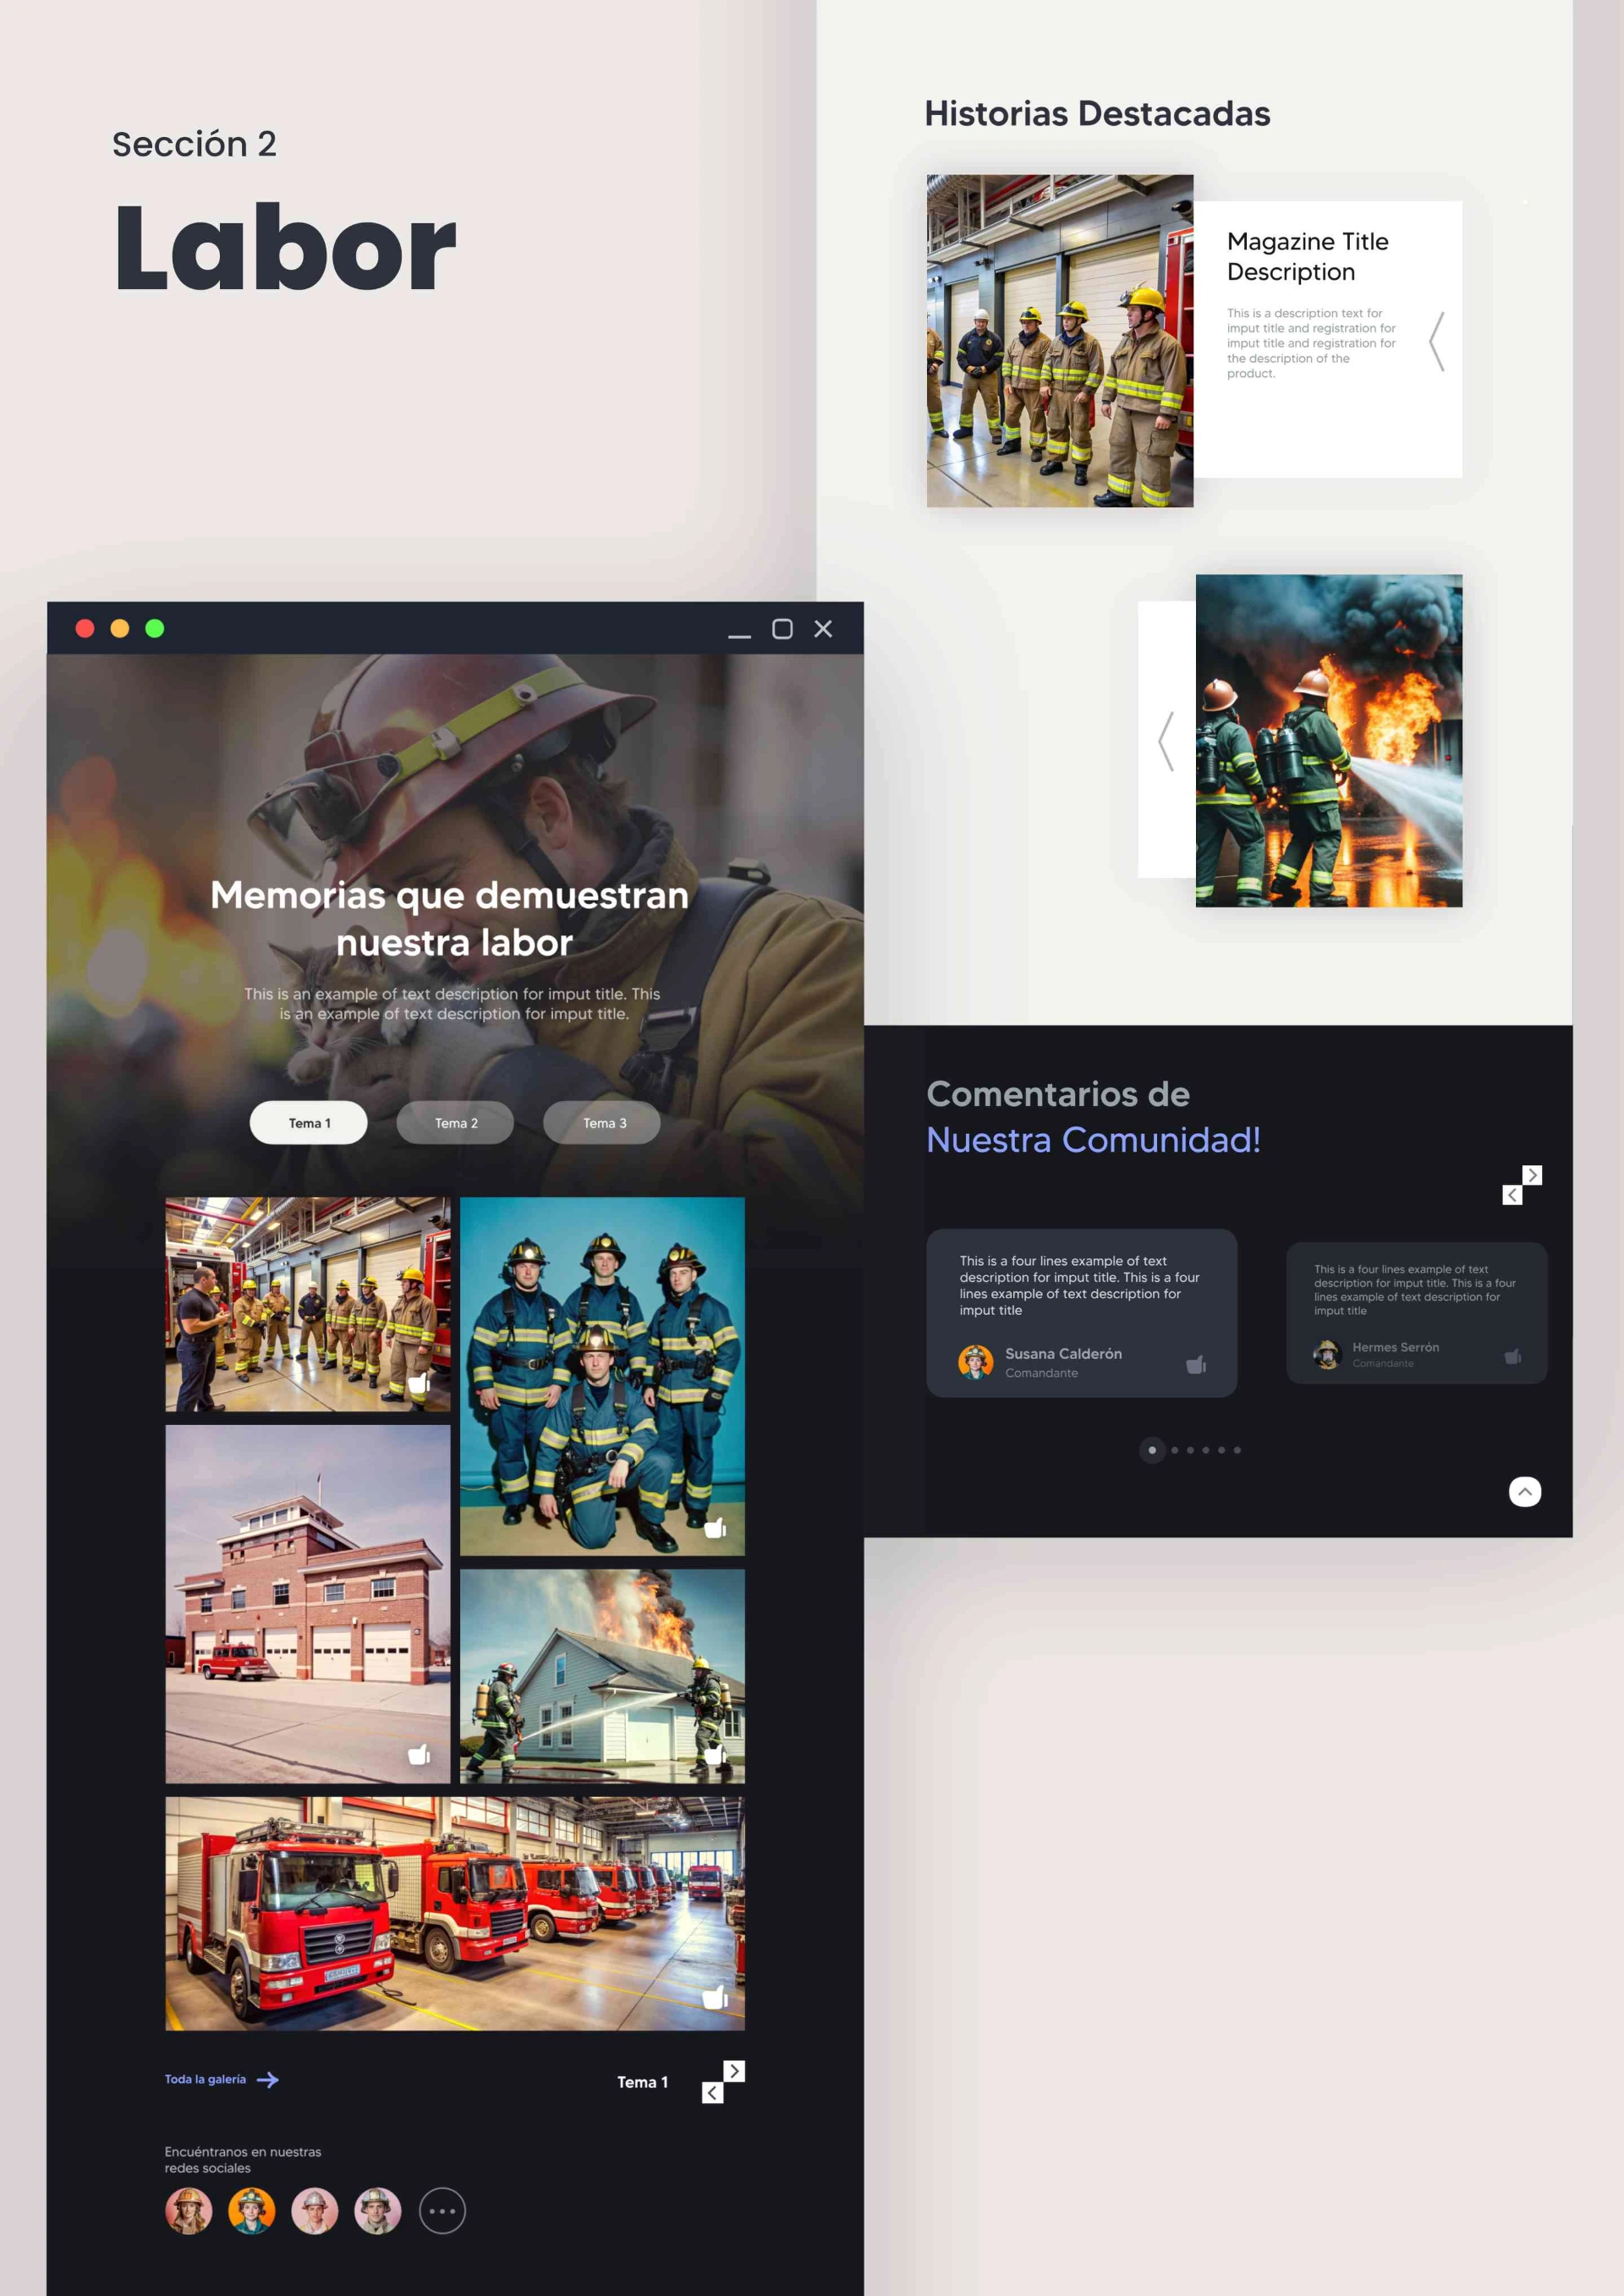 Sección 2
Labor
Historias Destacadas
Magazine Title
Description
This is a description text for
imput title and registration for
imput title and registration for
the description of the
product.
Memorias que demuestran
nuestra labor
This is an example of text description for imput title. This
is an example of text description for imput title.
Tema 1
Tema 2
Tema 3
Comentarios de
Nuestra Comunidad!
This is a four lines example of text
description for imput title. This is a four
lines example of text description for
imput title
Susana Calderón
Comandante
This is a four lines example of text
description for imput title. This is a four
lines example of text description for
imput title
Hermes Serrón
Comandante
Toda la galería
Tema 1
Encuéntranos en nuestras
redes sociales